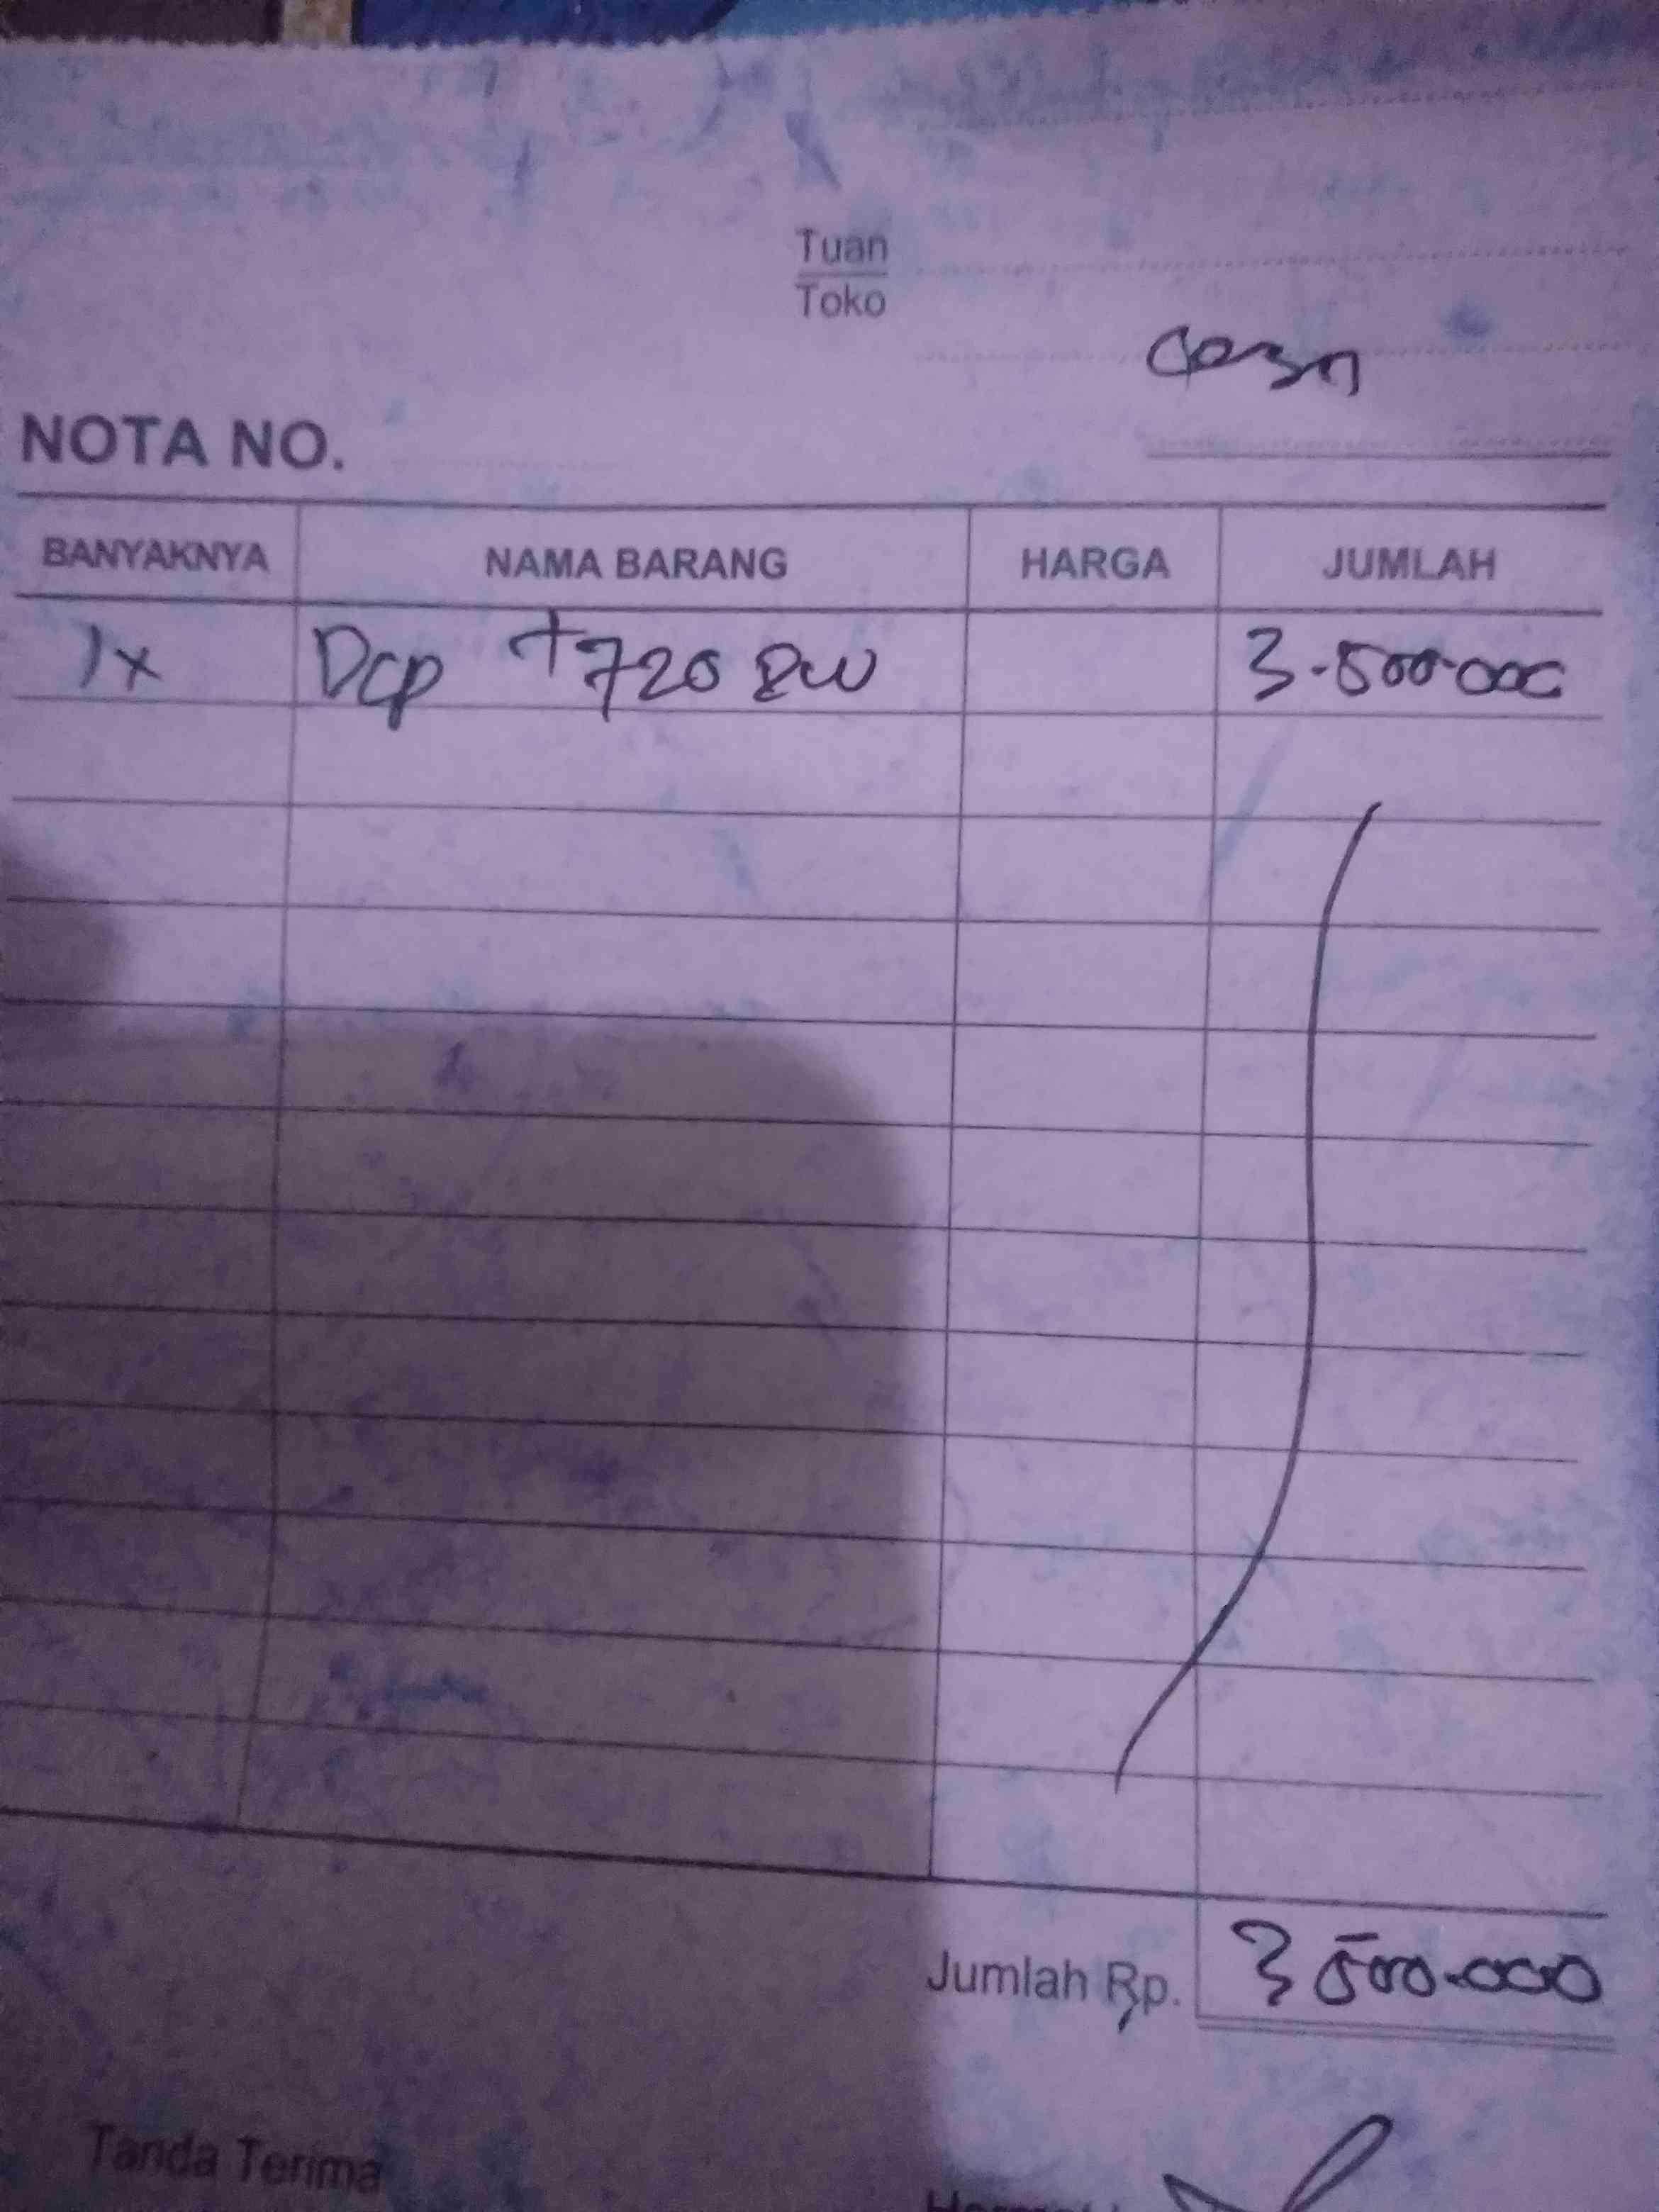 Tuan
Toko
Cash
NOTA NO.
BANYAKNYA NAMA BARANG HARGA JUMLAH
1x Dcp T720 DW 3.500.000
Jumlah Rp. 3.500.000
Tanda Terima